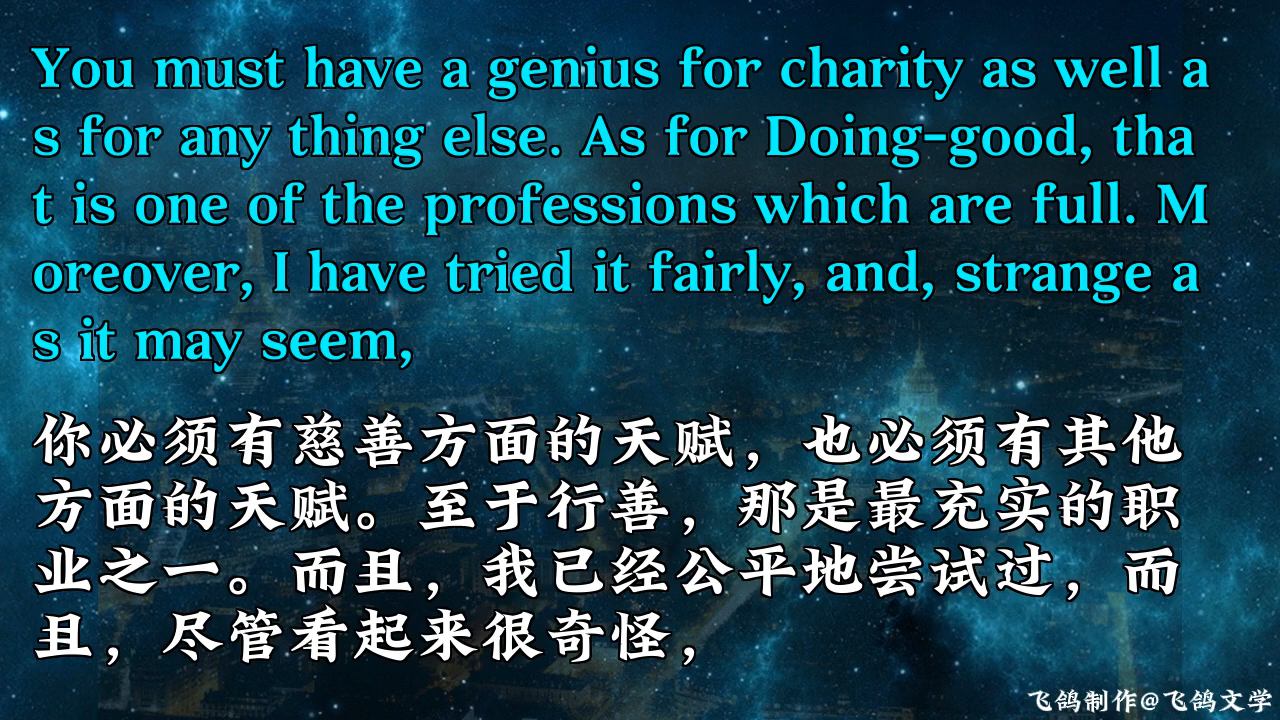 You must have a genius for charity as well a
s for any thing else. As for Doing-good, tha
t is one of the professions which are full. M
oreover, I have tried it fairly, and, strange a
s it may seem,
你必须有慈善方面的天赋，也必须有其他
方面的天赋。至于行善，那是最充实的职
业之一。而且，我已经公平地尝试过，而
且，尽管看起来很奇怪，
飞鸽制作@飞鸽文学